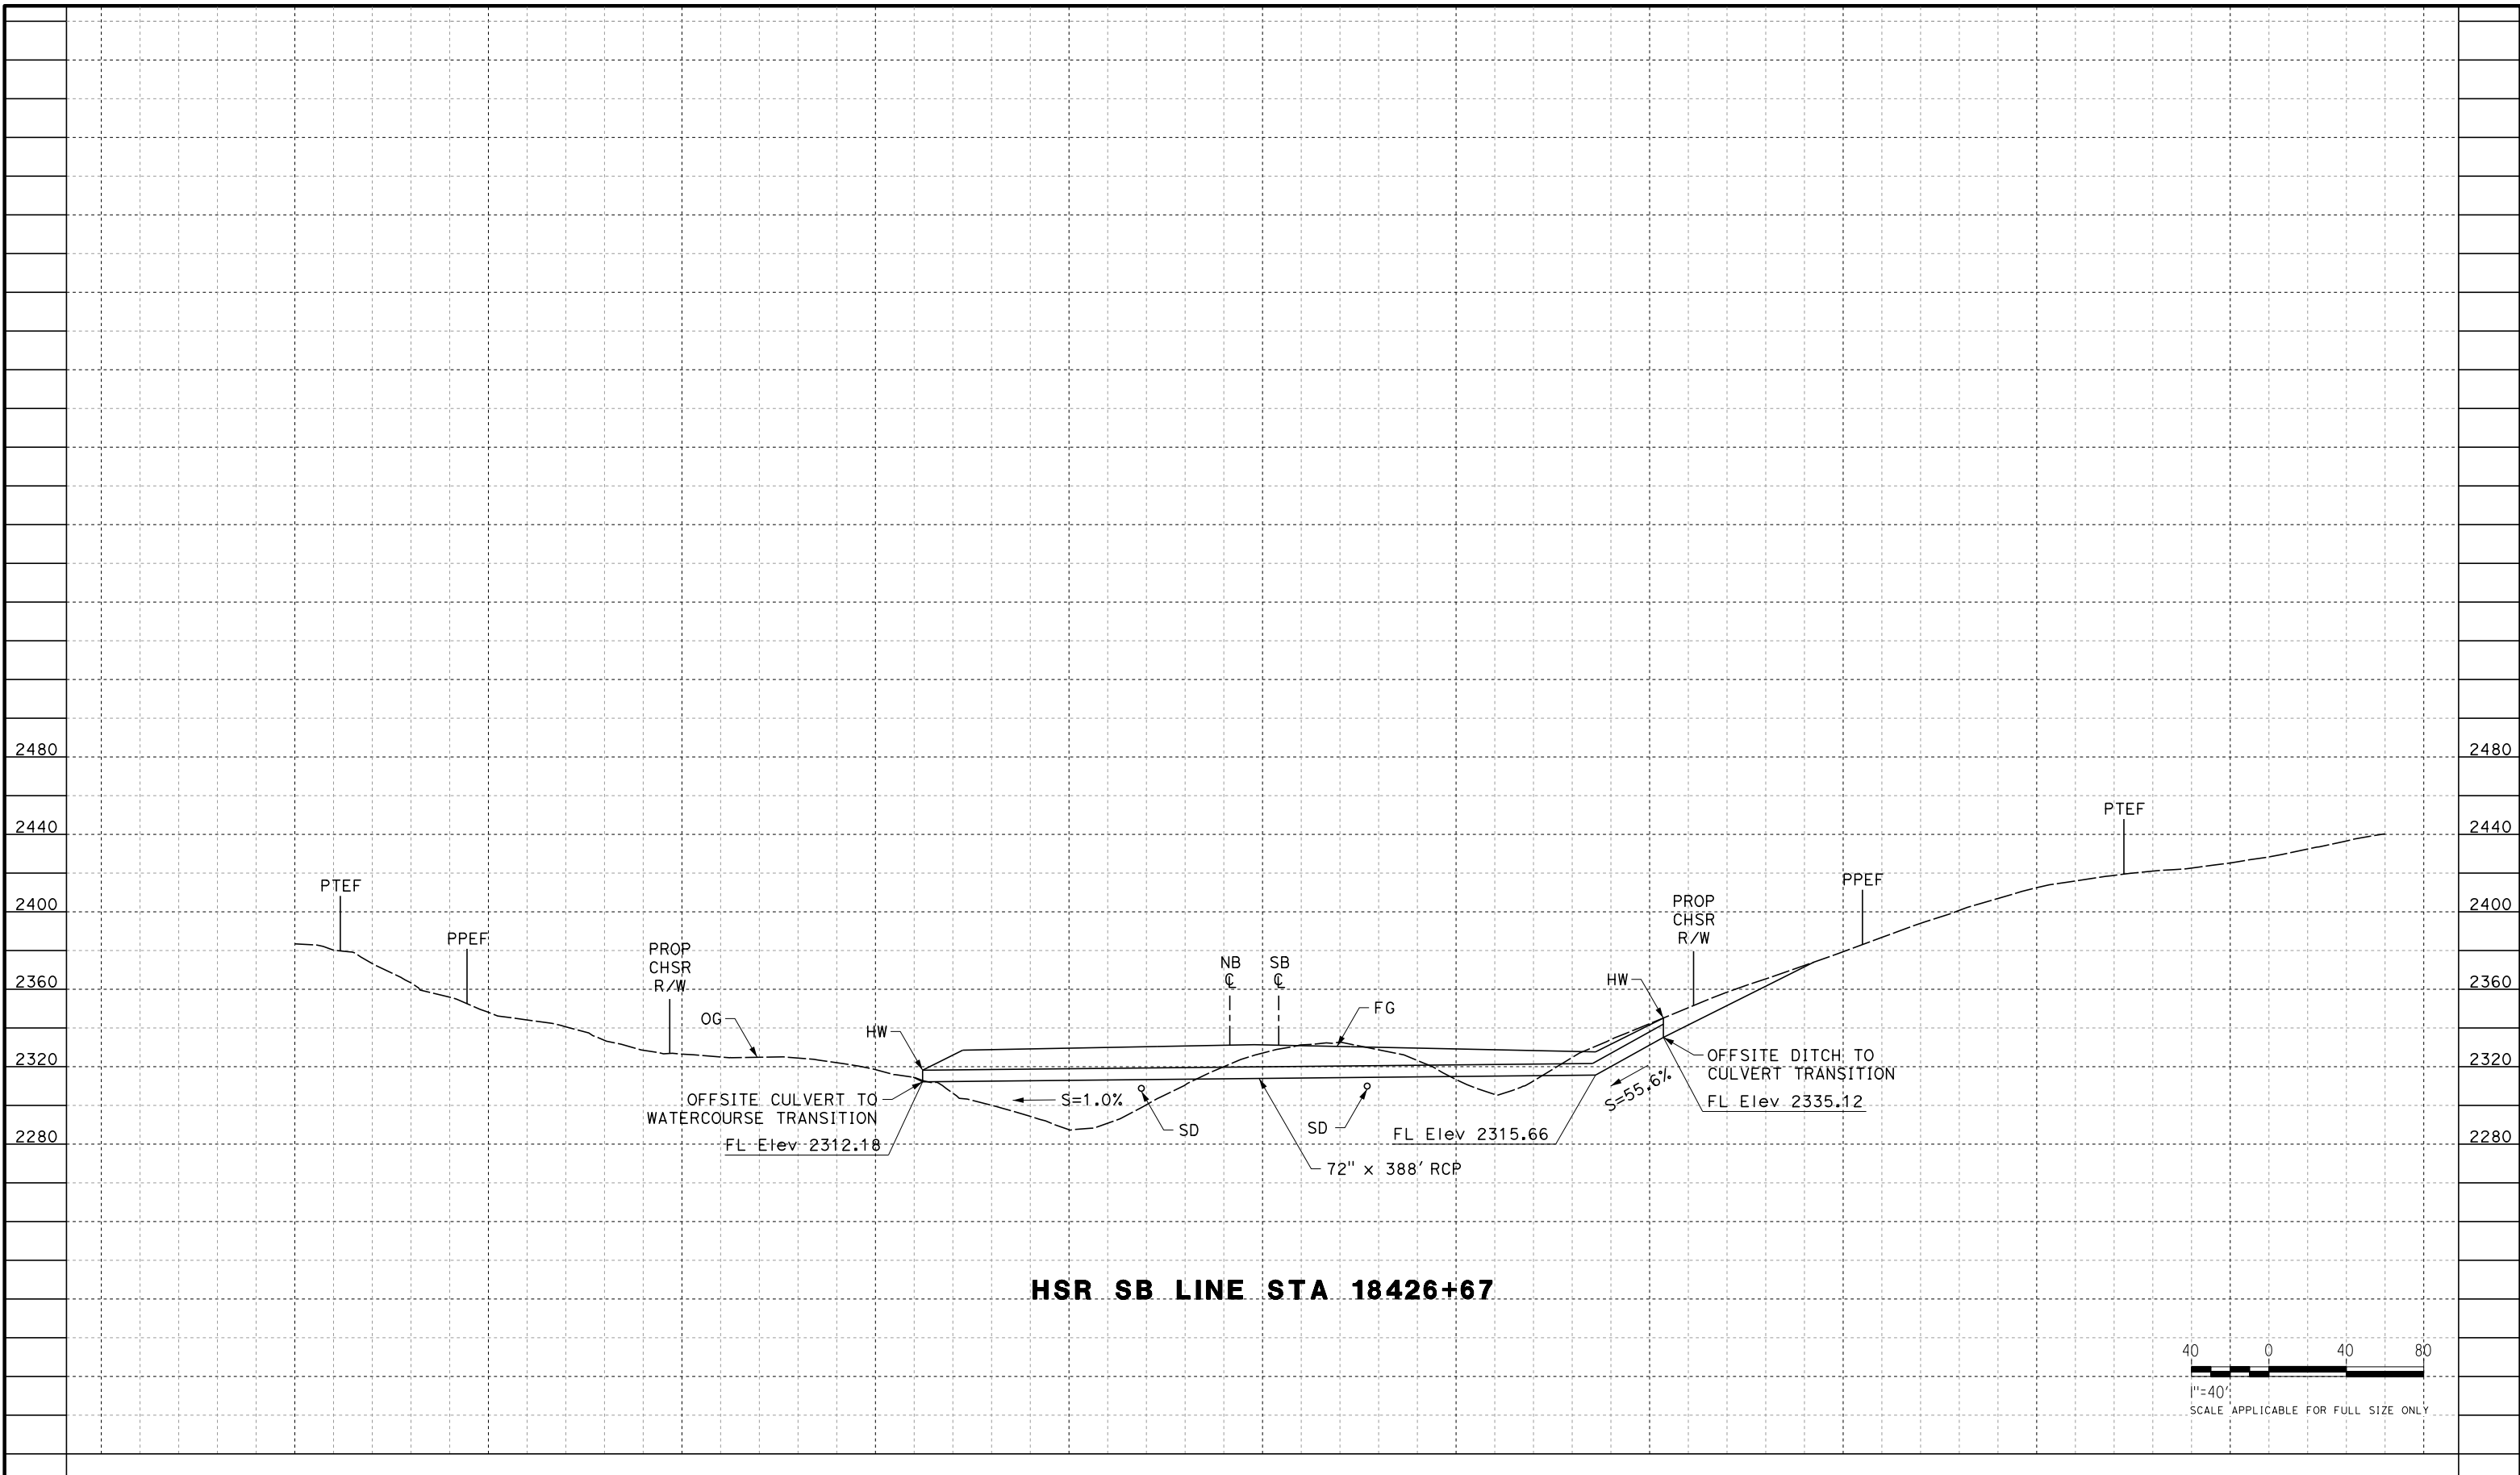 2480
2480
2440
2440
PTEF
PTEF
PPEF
2400
2400
PROP
CHSR
R/W
PPEF
PROP
CHSR
R/W
NB
℄
SB
℄
2360
2360
HW
FG
OG
HW
2320
2320
OFFSITE DITCH TO
CULVERT TRANSITION
S=55.6%
FL Elev 2335.12
OFFSITE CULVERT TO
WATERCOURSE TRANSITION
S=1.0%
SD
SD
FL Elev 2315.66
FL Elev 2312.18
2280
2280
72" x 388' RCP
HSR SB LINE STA 18426+67
40 0 40 80
1"=40'
SCALE APPLICABLE FOR FULL SIZE ONLY